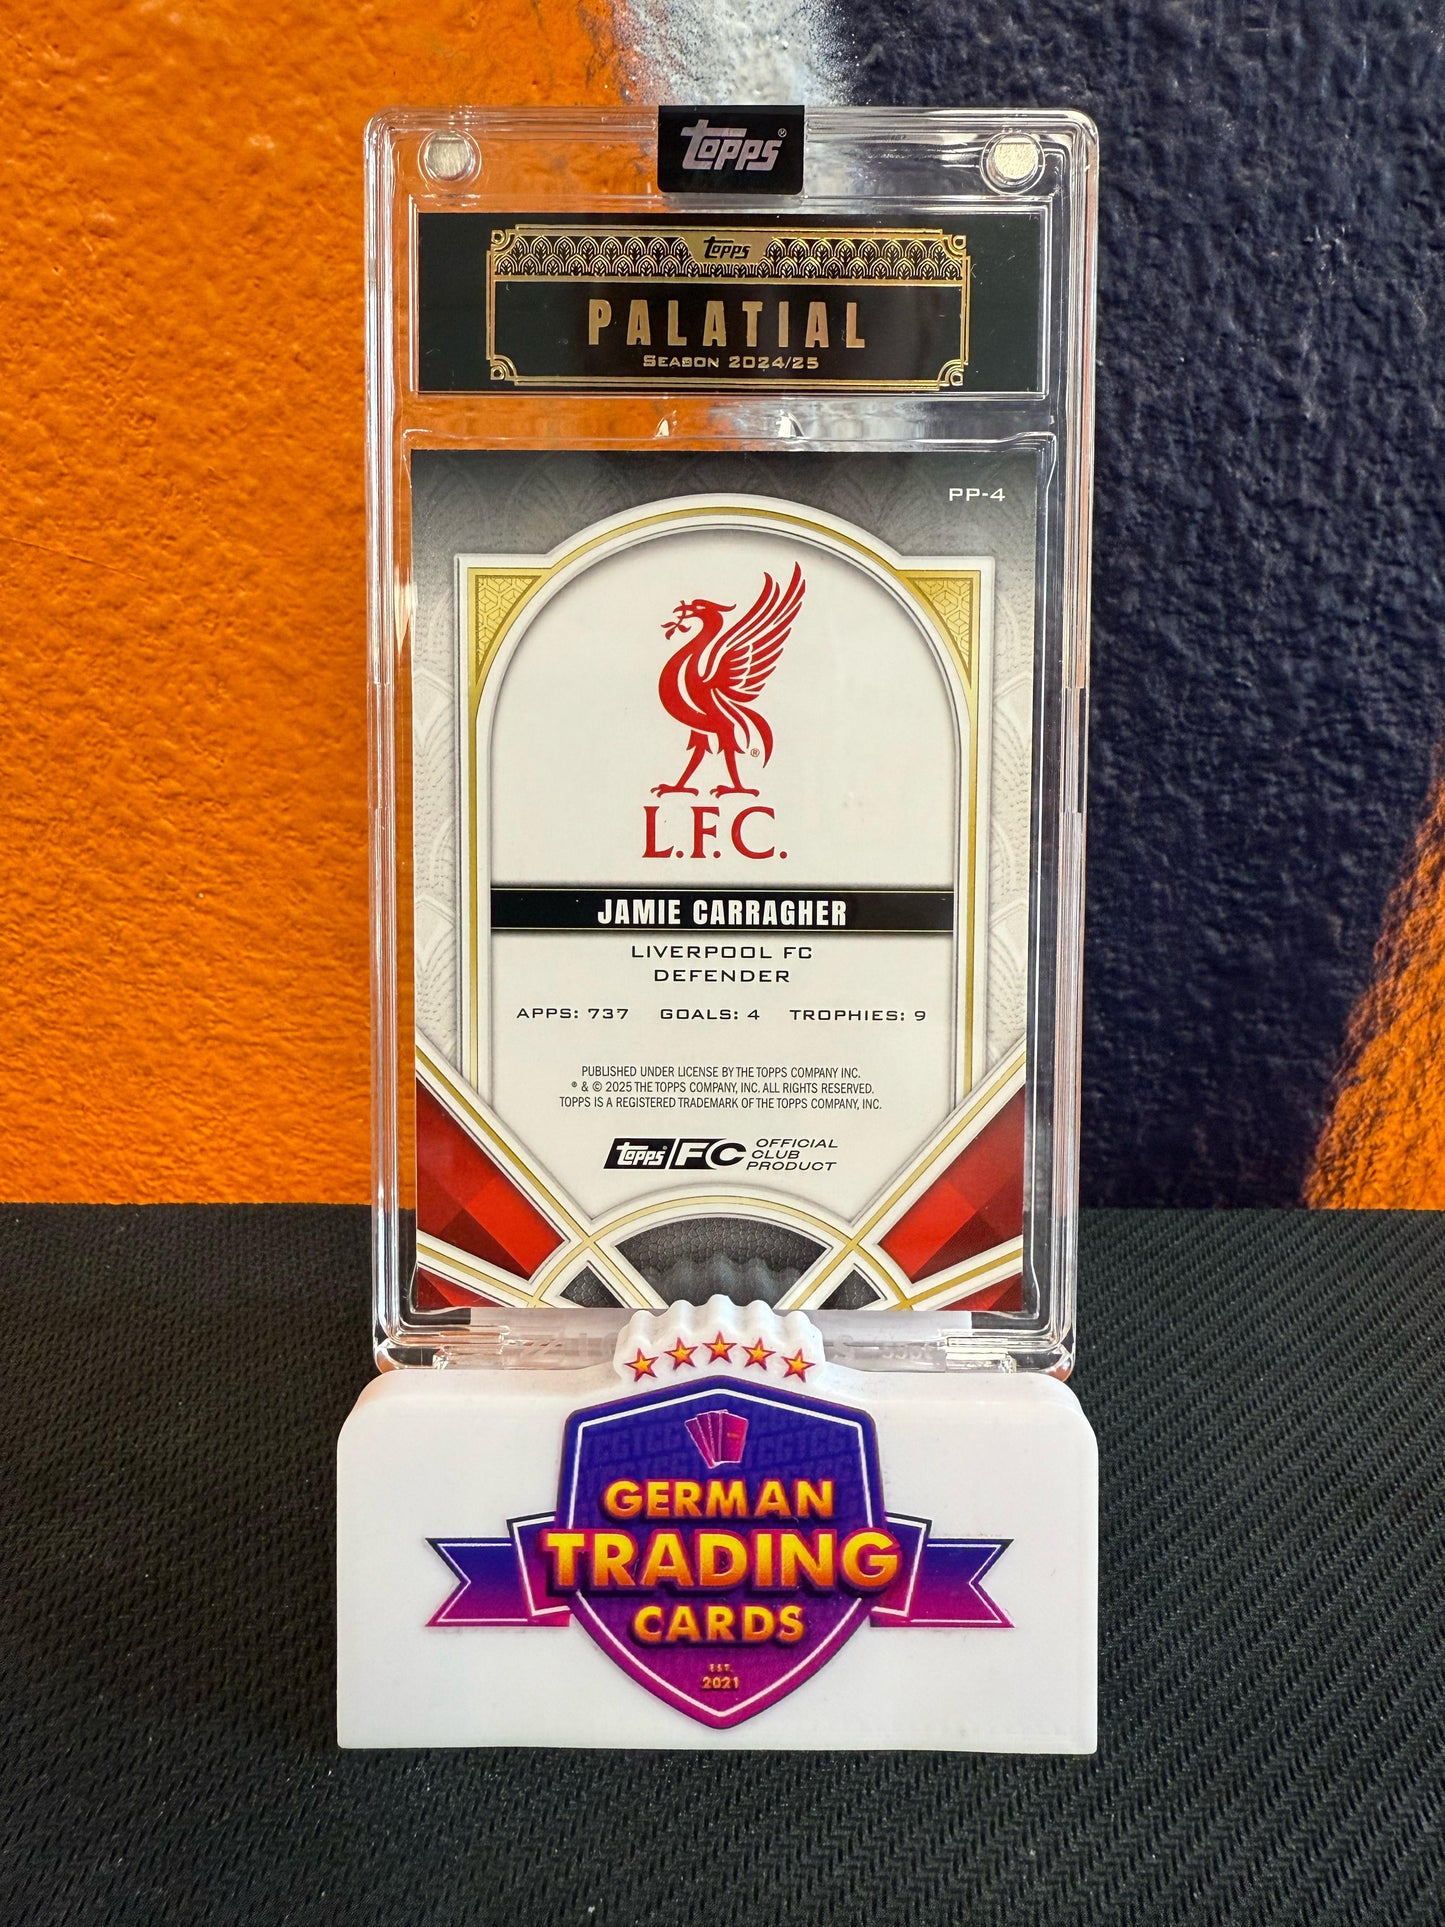 topps®
topps
PALATIAL
SEASON 2024/25
PP-4
®
L.F.C.
JAMIE CARRAGHER
LIVERPOOL FC
DEFENDER
APPS: 737 GOALS: 4 TROPHIES: 9
PUBLISHED UNDER LICENSE BY THE TOPPS COMPANY INC.
® & © 2025 THE TOPPS COMPANY, INC. ALL RIGHTS RESERVED.
TOPPS IS A REGISTERED TRADEMARK OF THE TOPPS COMPANY, INC.
topps® FC OFFICIAL
CLUB
PRODUCT
GERMAN
TRADING
CARDS
EST.
2021